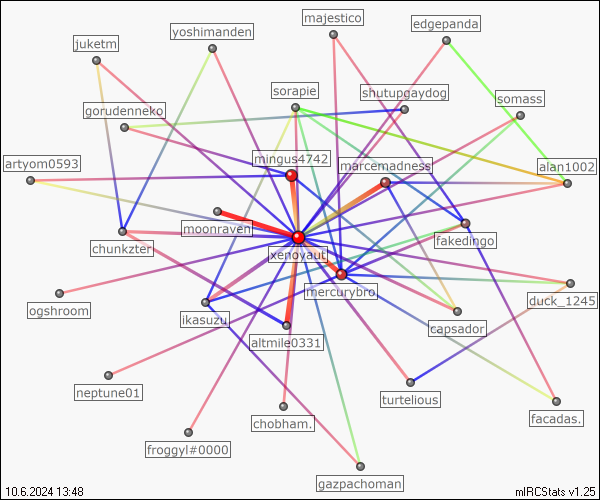 majestico
edgepanda
yoshimanden
juketm
shutupgaydog
sorapie
somass
gorudenneko
mingus4742
artyom0593
marcemadness
alan1002
moonraven
fakedingo
chunkzter
xenoyaut
mercurybro.
ogshroom
duck_1245
ikasuzu
capsador
altmile0331
neptune01
turtelious
facadas.
chobham.
froggyl#0000
gazpachoman
10.6.2024 13:48
mIRCStats v1.25